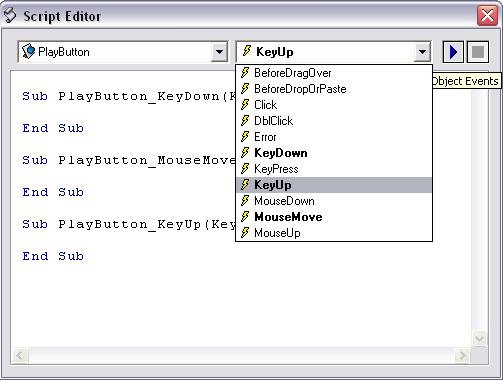 Script Editor
PlayButton
KeyUp
Object Events
BeforeDragOver
BeforeDropOrPaste
Click
DblClick
Error
KeyDown
KeyPress
KeyUp
MouseDown
MouseMove
MouseUp
Sub PlayButton_KeyDown(K
End Sub
Sub PlayButton_MouseMove
End Sub
Sub PlayButton_KeyUp(Key
End Sub